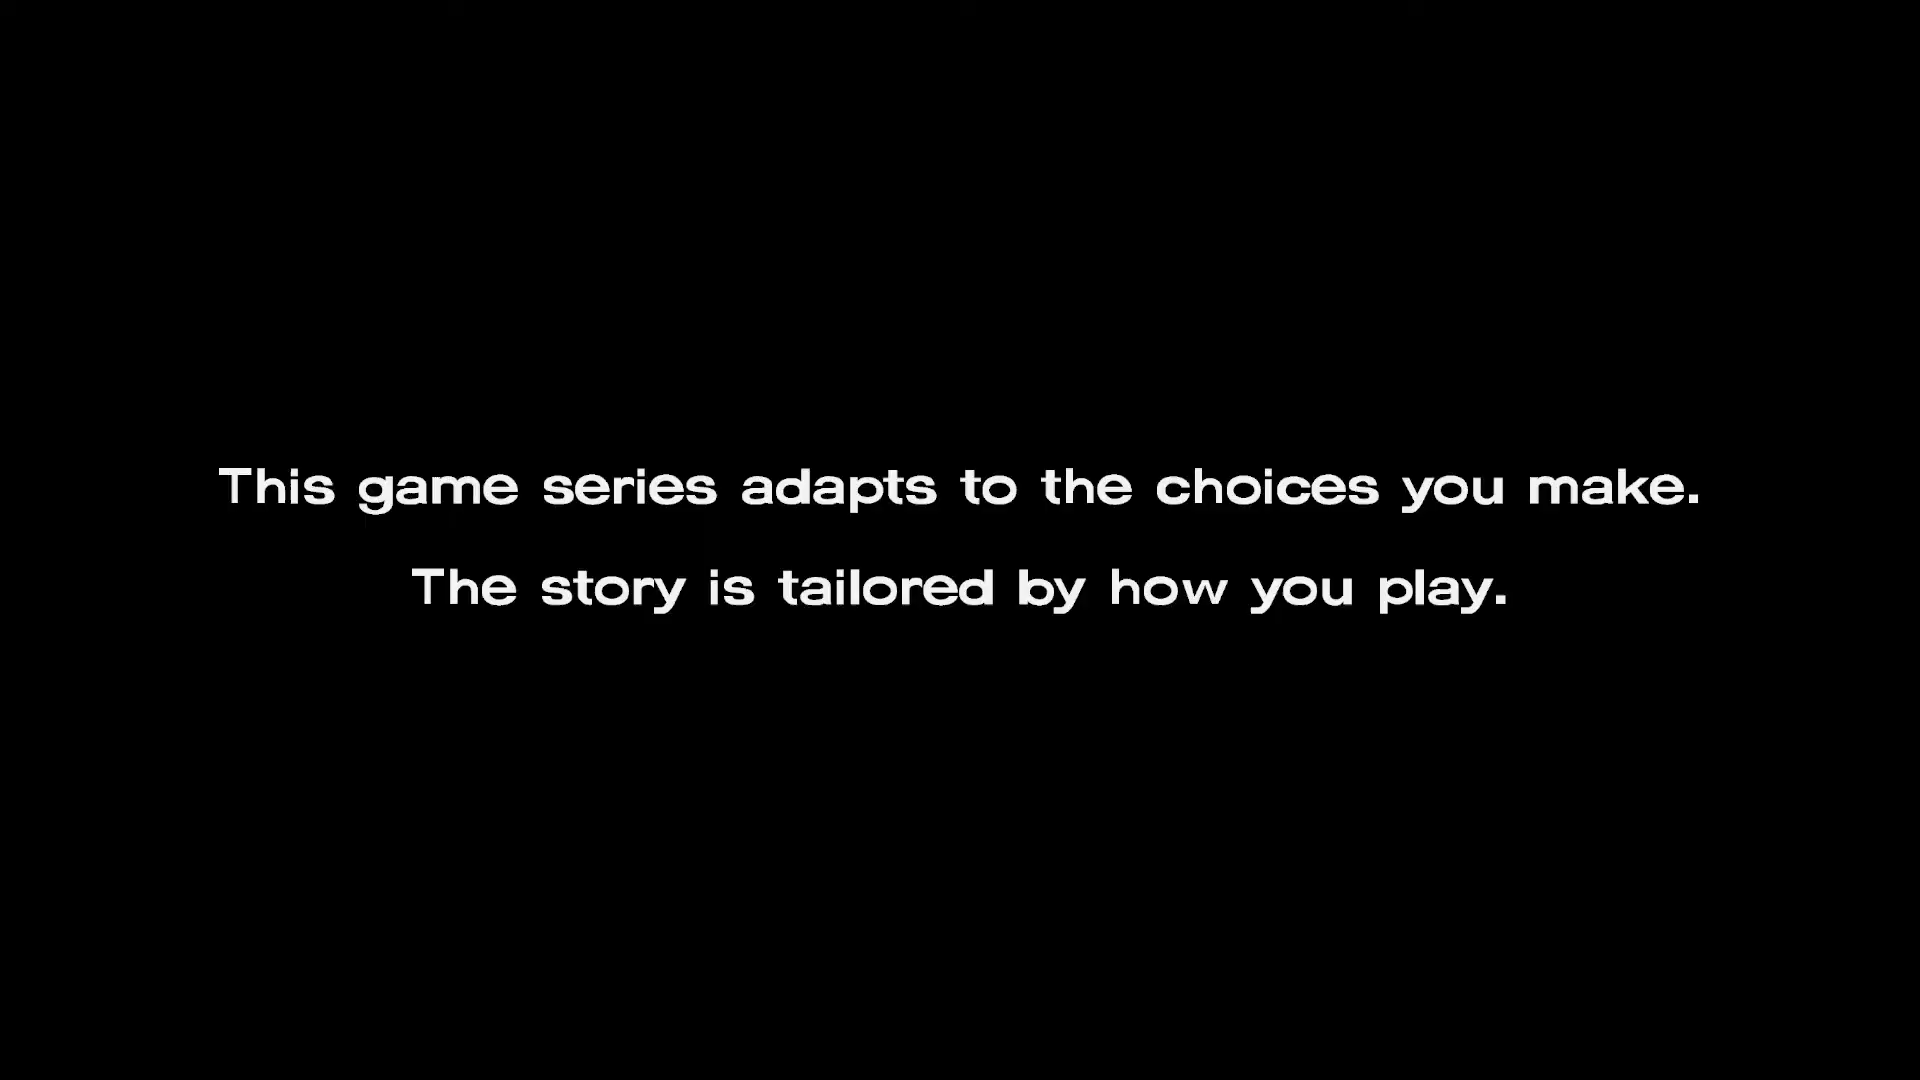 This game series adapts to the choices you make.
The story is tailored by how you play.